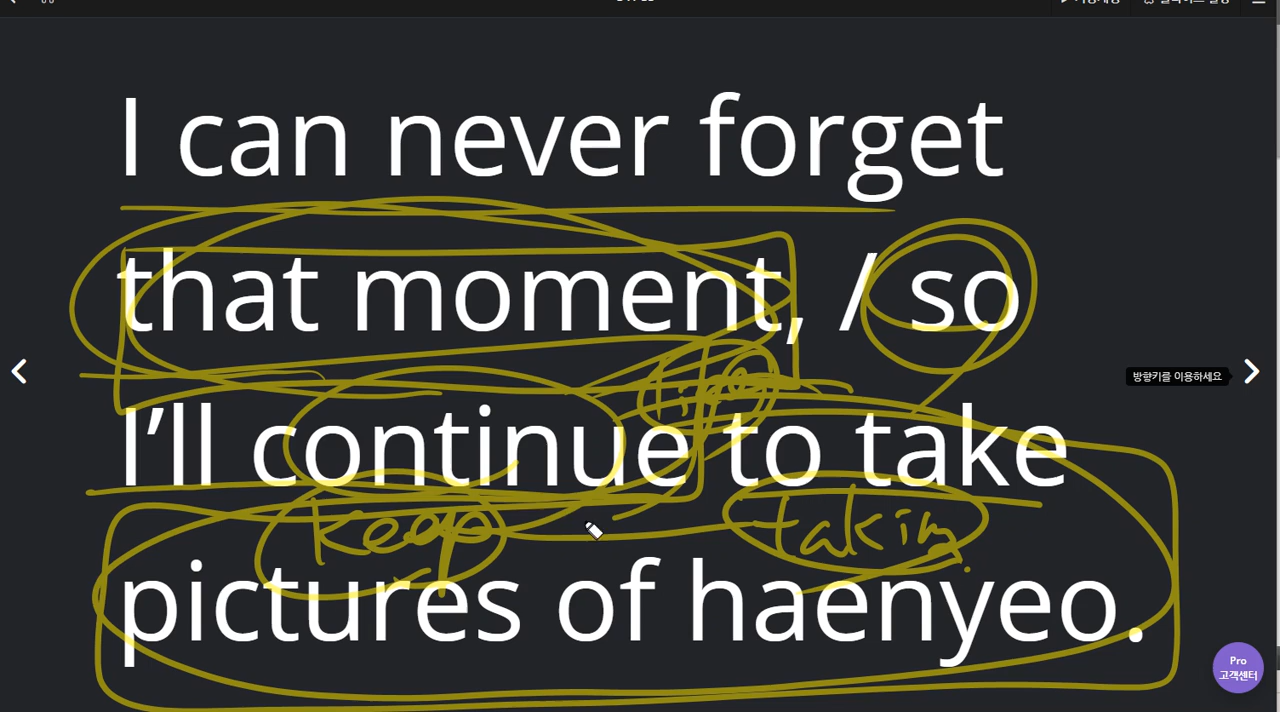 I can never forget
that moment, / so
방향키를 이용하세요
I'll continue to take
keep
pictures of haenyeo.
Pro
고객센터